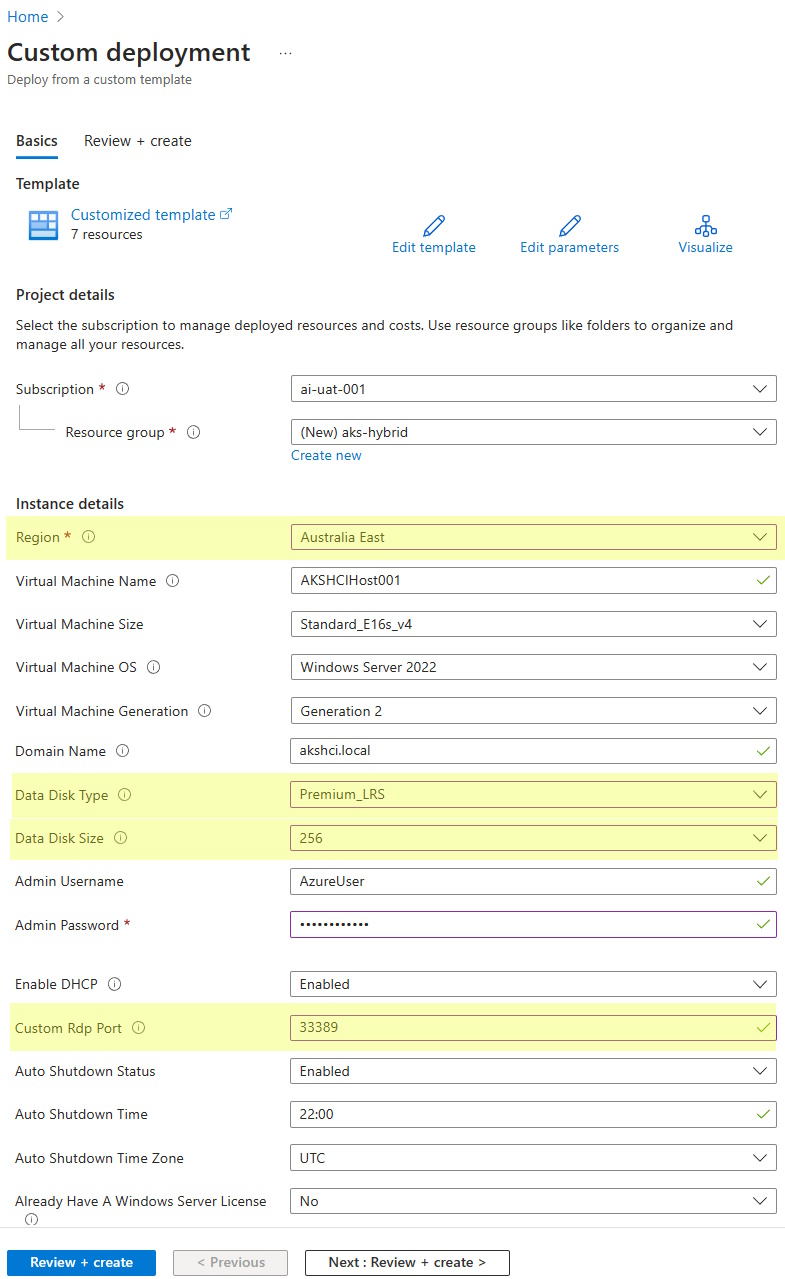 Home >
Custom deployment ...
Deploy from a custom template
Basics Review + create
Template
Customized template
7 resources
Edit template Edit parameters Visualize
Project details
Select the subscription to manage deployed resources and costs. Use resource groups like folders to organize and
manage all your resources.
Subscription * ai-uat-001
Resource group * (New) aks-hybrid
Create new
Instance details
Region * Australia East
Virtual Machine Name AKSHCIHost001
Virtual Machine Size Standard_E16s_v4
Virtual Machine OS Windows Server 2022
Virtual Machine Generation Generation 2
Domain Name akshci.local
Data Disk Type Premium_LRS
Data Disk Size 256
Admin Username AzureUser
Admin Password * ••••••••••••
Enable DHCP Enabled
Custom Rdp Port 33389
Auto Shutdown Status Enabled
Auto Shutdown Time 22:00
Auto Shutdown Time Zone UTC
Already Have A Windows Server License No
Review + create < Previous Next : Review + create >